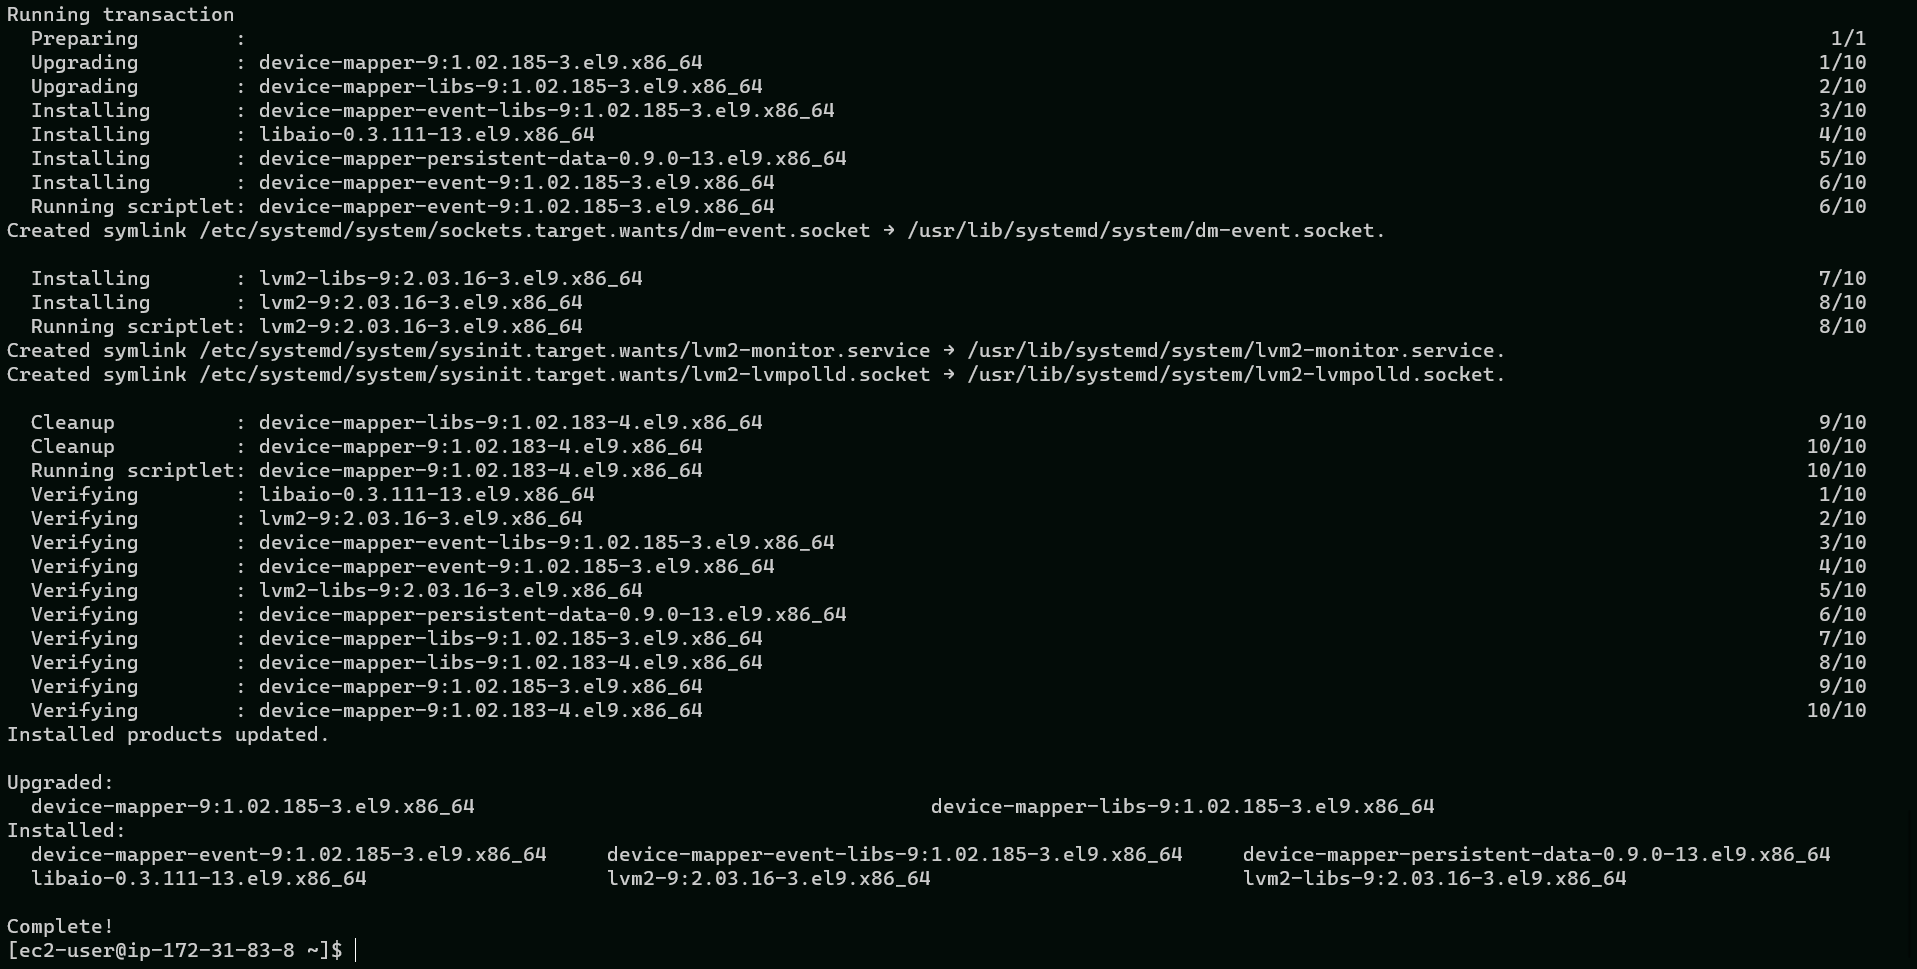 Running transaction
  Preparing        :                                                                                                                                    1/1
  Upgrading        : device-mapper-9:1.02.185-3.el9.x86_64                                                                                             1/10
  Upgrading        : device-mapper-libs-9:1.02.185-3.el9.x86_64                                                                                        2/10
  Installing       : device-mapper-event-libs-9:1.02.185-3.el9.x86_64                                                                                  3/10
  Installing       : libaio-0.3.111-13.el9.x86_64                                                                                                      4/10
  Installing       : device-mapper-persistent-data-0.9.0-13.el9.x86_64                                                                                 5/10
  Installing       : device-mapper-event-9:1.02.185-3.el9.x86_64                                                                                       6/10
  Running scriptlet: device-mapper-event-9:1.02.185-3.el9.x86_64                                                                                       6/10
Created symlink /etc/systemd/system/sockets.target.wants/dm-event.socket → /usr/lib/systemd/system/dm-event.socket.

  Installing       : lvm2-libs-9:2.03.16-3.el9.x86_64                                                                                                  7/10
  Installing       : lvm2-9:2.03.16-3.el9.x86_64                                                                                                       8/10
  Running scriptlet: lvm2-9:2.03.16-3.el9.x86_64                                                                                                       8/10
Created symlink /etc/systemd/system/sysinit.target.wants/lvm2-monitor.service → /usr/lib/systemd/system/lvm2-monitor.service.
Created symlink /etc/systemd/system/sysinit.target.wants/lvm2-lvmpolld.socket → /usr/lib/systemd/system/lvm2-lvmpolld.socket.

  Cleanup          : device-mapper-libs-9:1.02.183-4.el9.x86_64                                                                                        9/10
  Cleanup          : device-mapper-9:1.02.183-4.el9.x86_64                                                                                            10/10
  Running scriptlet: device-mapper-9:1.02.183-4.el9.x86_64                                                                                            10/10
  Verifying        : libaio-0.3.111-13.el9.x86_64                                                                                                      1/10
  Verifying        : lvm2-9:2.03.16-3.el9.x86_64                                                                                                       2/10
  Verifying        : device-mapper-event-libs-9:1.02.185-3.el9.x86_64                                                                                  3/10
  Verifying        : device-mapper-event-9:1.02.185-3.el9.x86_64                                                                                       4/10
  Verifying        : lvm2-libs-9:2.03.16-3.el9.x86_64                                                                                                  5/10
  Verifying        : device-mapper-persistent-data-0.9.0-13.el9.x86_64                                                                                 6/10
  Verifying        : device-mapper-libs-9:1.02.185-3.el9.x86_64                                                                                        7/10
  Verifying        : device-mapper-libs-9:1.02.183-4.el9.x86_64                                                                                        8/10
  Verifying        : device-mapper-9:1.02.185-3.el9.x86_64                                                                                             9/10
  Verifying        : device-mapper-9:1.02.183-4.el9.x86_64                                                                                            10/10
Installed products updated.

Upgraded:
  device-mapper-9:1.02.185-3.el9.x86_64                                      device-mapper-libs-9:1.02.185-3.el9.x86_64
Installed:
  device-mapper-event-9:1.02.185-3.el9.x86_64     device-mapper-event-libs-9:1.02.185-3.el9.x86_64     device-mapper-persistent-data-0.9.0-13.el9.x86_64
  libaio-0.3.111-13.el9.x86_64                    lvm2-9:2.03.16-3.el9.x86_64                          lvm2-libs-9:2.03.16-3.el9.x86_64

Complete!
[ec2-user@ip-172-31-83-8 ~]$